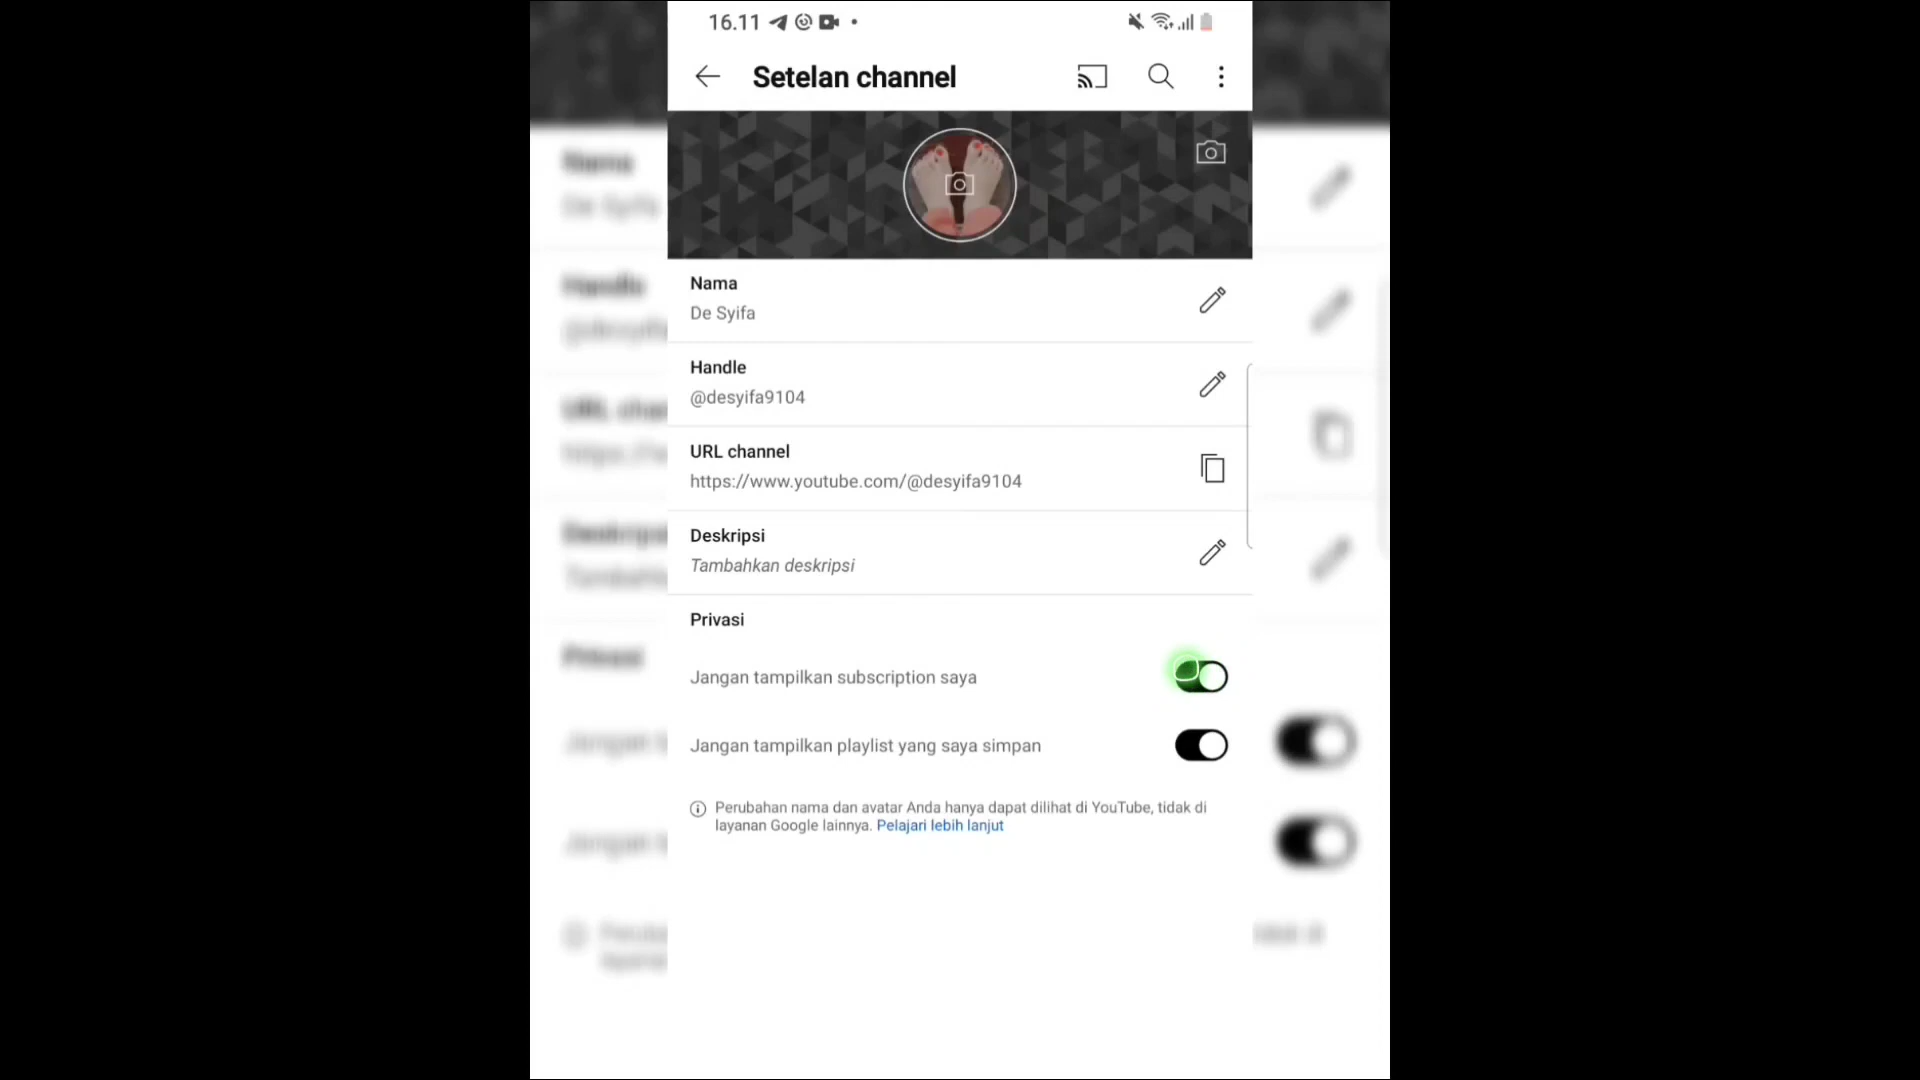 16.11
Setelan channel
Nama
De Syifa
Handle
@desyifa9104
URL channel
https://www.youtube.com/@desyifa9104
Deskripsi
Tambahkan deskripsi
Privasi
Jangan tampilkan subscription saya
Jangan tampilkan playlist yang saya simpan
Perubahan nama dan avatar Anda hanya dapat dilihat di YouTube, tidak di
layanan Google lainnya. Pelajari lebih lanjut